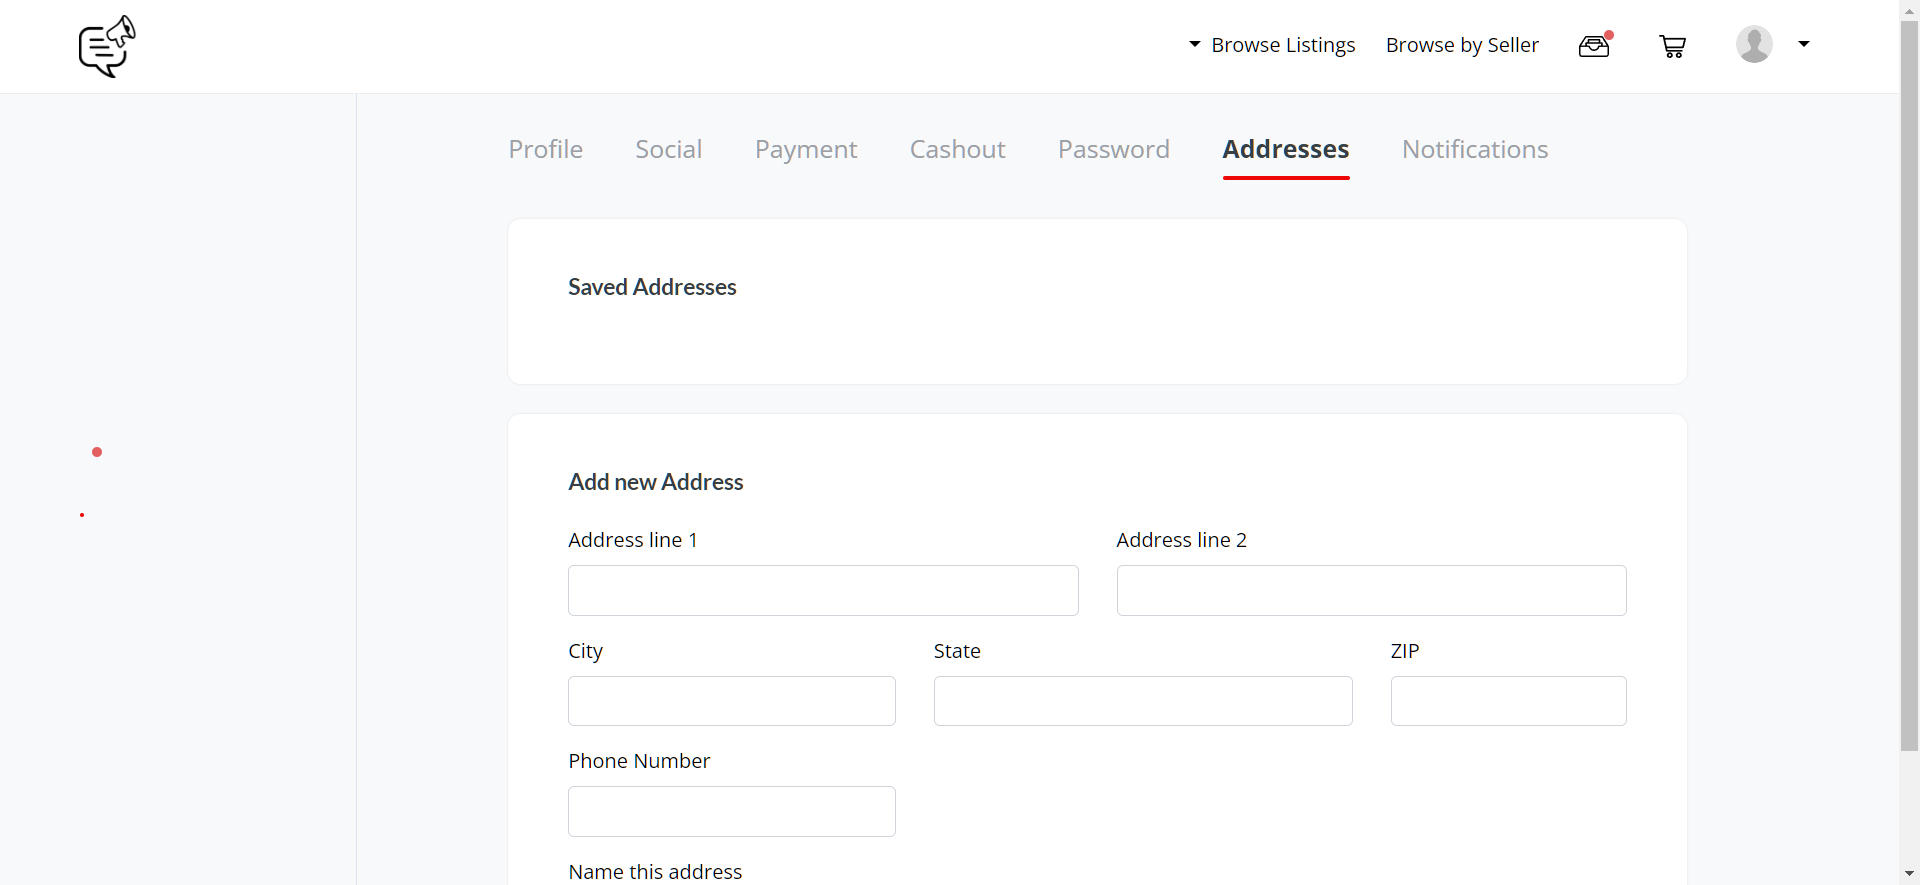 Browse Listings Browse by Seller
Profile Social Payment Cashout Password Addresses Notifications
Saved Addresses
Add new Address
Address line 1 Address line 2
City State ZIP
Phone Number
Name this address